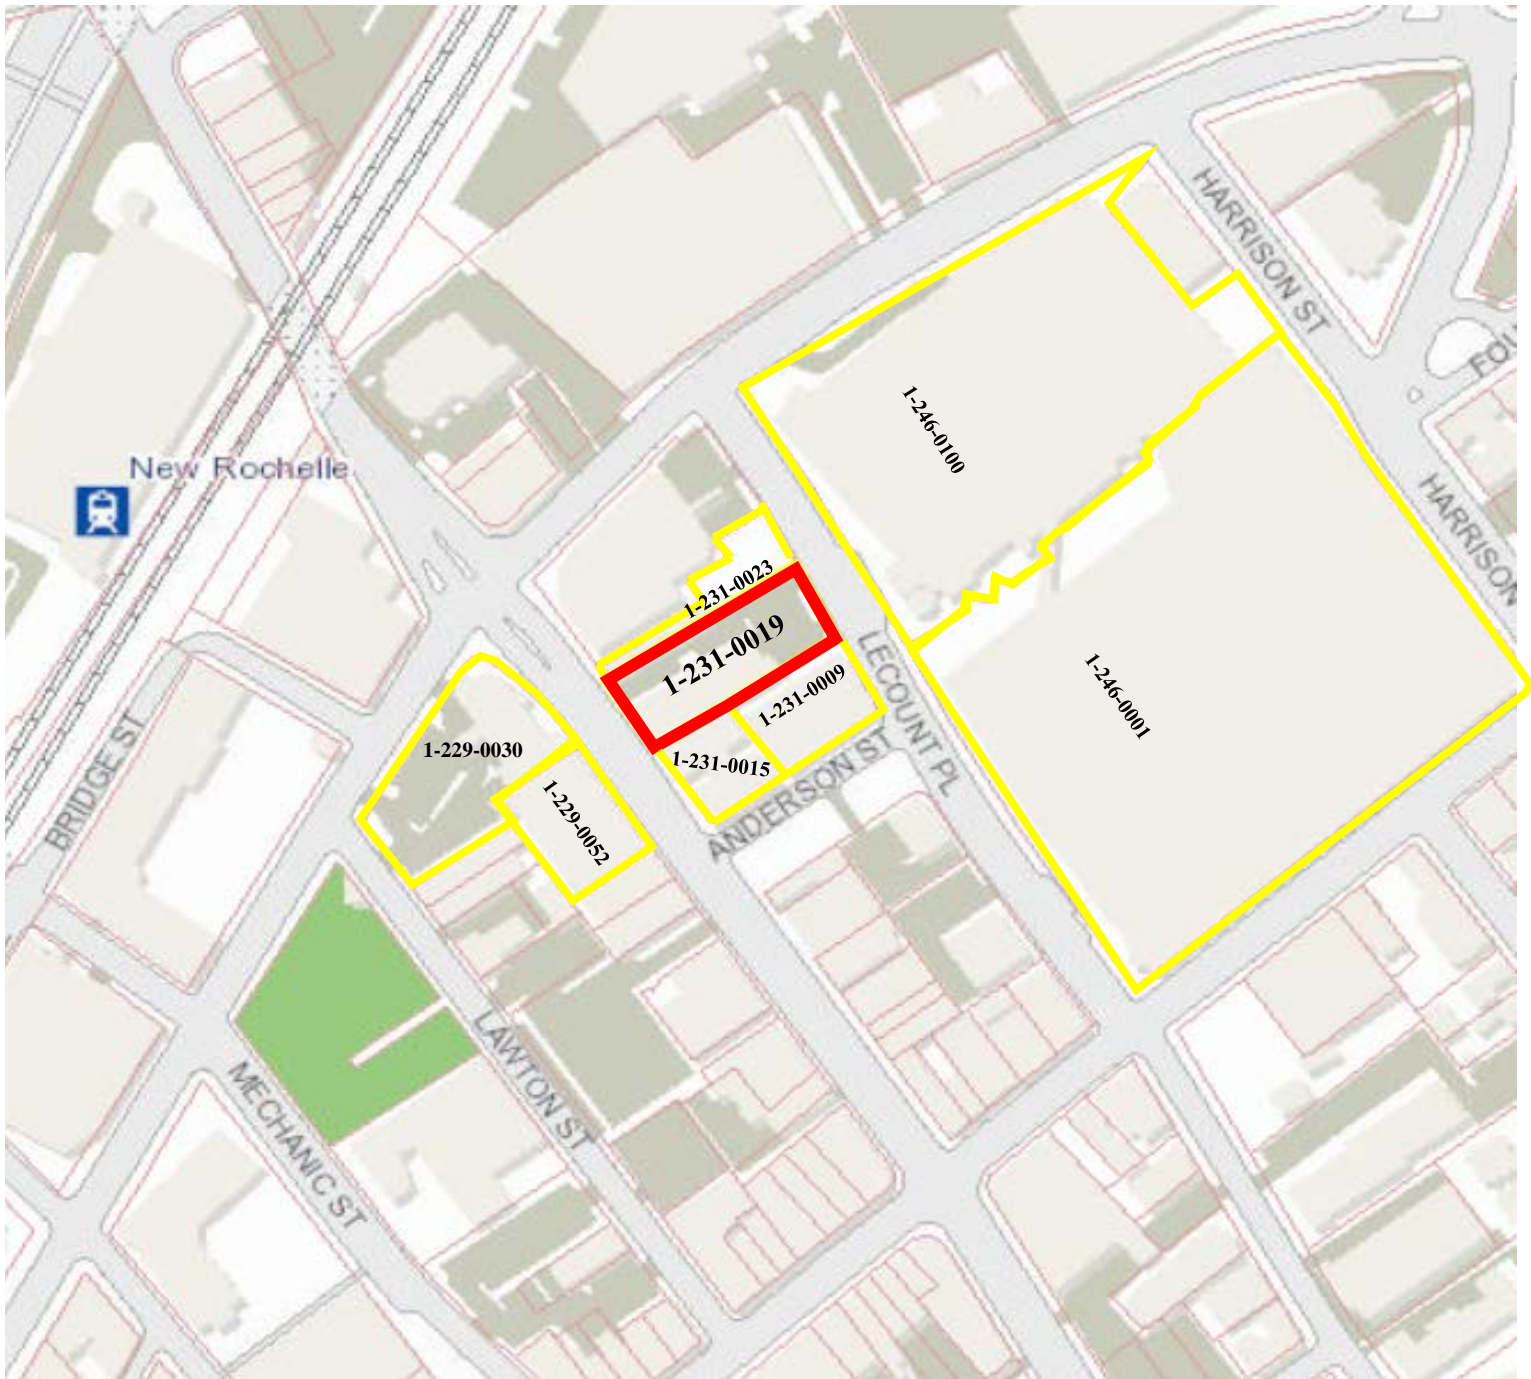 HARRISON ST
FOU
1-246-0100
New Rochelle
HARRISON
1-231-0023
1-231-0019
LECOUNT PL
1-246-0001
1-231-0009
BRIDGE ST
1-229-0030
1-231-0015
ANDERSON ST
1-229-0052
LAWTON ST
MECHANIC ST